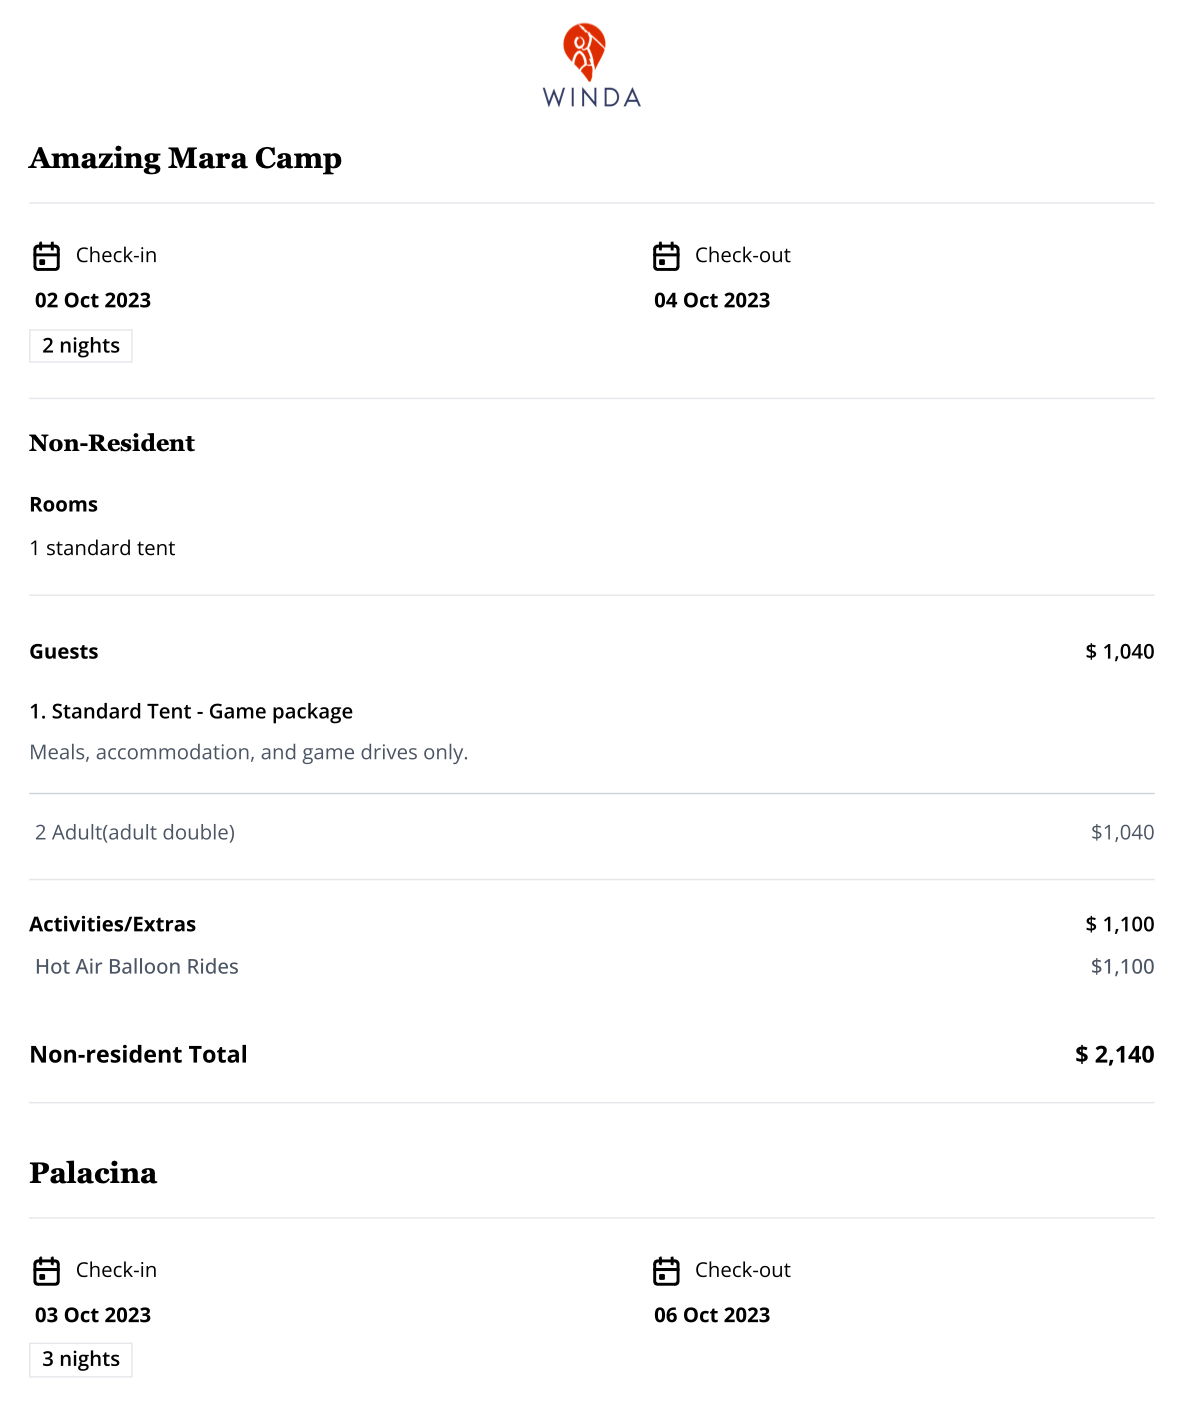 WINDA
Amazing Mara Camp
Check-in Check-out
02 Oct 2023 04 Oct 2023
2 nights
Non-Resident
Rooms
1 standard tent
Guests $ 1,040
1. Standard Tent - Game package
Meals, accommodation, and game drives only.
2 Adult(adult double) $1,040
Activities/Extras $ 1,100
Hot Air Balloon Rides $1,100
Non-resident Total $ 2,140
Palacina
Check-in Check-out
03 Oct 2023 06 Oct 2023
3 nights